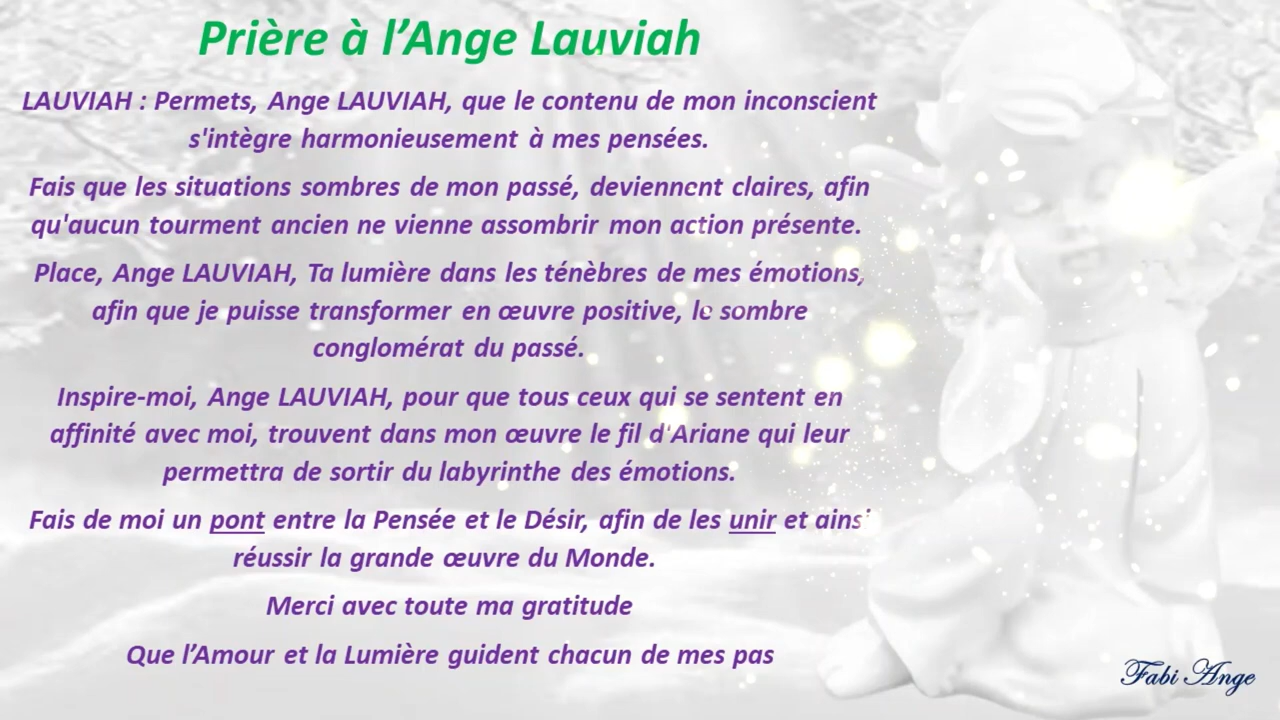 Prière à l’Ange Lauviah
LAUVIAH : Permets, Ange LAUVIAH, que le contenu de mon inconscient
s'intègre harmonieusement à mes pensées.
Fais que les situations sombres de mon passé, deviennent claires, afin
qu'aucun tourment ancien ne vienne assombrir mon action présente.
Place, Ange LAUVIAH, Ta lumière dans les ténèbres de mes émotions,
afin que je puisse transformer en œuvre positive, le sombre
conglomérat du passé.
Inspire-moi, Ange LAUVIAH, pour que tous ceux qui se sentent en
affinité avec moi, trouvent dans mon œuvre le fil d'Ariane qui leur
permettra de sortir du labyrinthe des émotions.
Fais de moi un pont entre la Pensée et le Désir, afin de les unir et ainsi
réussir la grande œuvre du Monde.
Merci avec toute ma gratitude
Que l’Amour et la Lumière guident chacun de mes pas
Fabi Ange